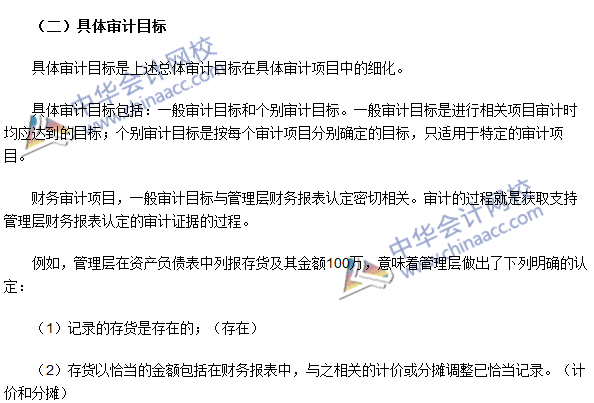 （二）具体审计目标
具体审计目标是上述总体审计目标在具体审计项目中的细化。
具体审计目标包括：一般审计目标和个别审计目标。一般审计目标是进行相关项目审计时
均应达到的目标；个别审计目标是按每个审计项目分别确定的目标，只适用于特定的审计项
目。
财务审计项目，一般审计目标与管理层财务报表认定密切相关。审计的过程就是获取支持
管理层财务报表认定的审计证据的过程。
例如，管理层在资产负债表中列报存货及其金额100万，意味着管理层做出了下列明确的认
定：
（1）记录的存货是存在的；（存在）
（2）存货以恰当的金额包括在财务报表中，与之相关的计价或分摊调整已恰当记录。（计
价和分摊）
中华会计网校
www.chinaacc.com
中华会计网校
www.chinaacc.com